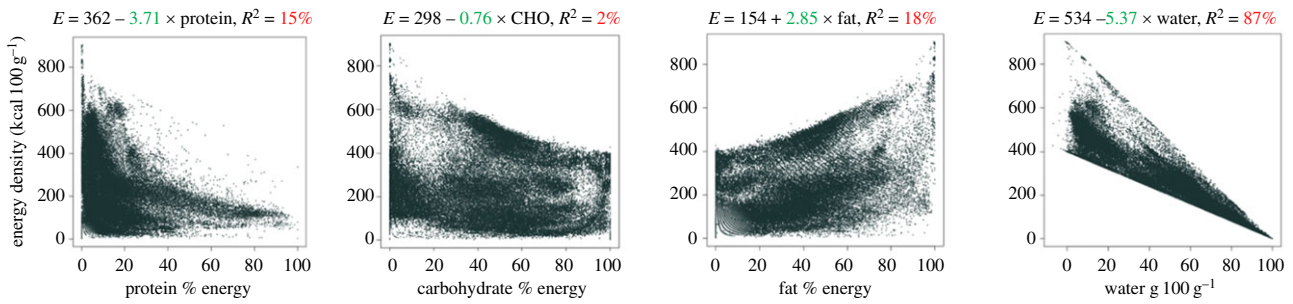 E = 362 – 3.71 × protein, R² = 15%
E = 298 – 0.76 × CHO, R² = 2%
E = 154 + 2.85 × fat, R² = 18%
E = 534 –5.37 × water, R² = 87%
energy density (kcal 100 g⁻¹)
800
600
400
200
0
0 20 40 60 80 100
protein % energy
800
600
400
200
0
0 20 40 60 80 100
carbohydrate % energy
800
600
400
200
0
0 20 40 60 80 100
fat % energy
800
600
400
200
0
0 20 40 60 80 100
water g 100 g⁻¹